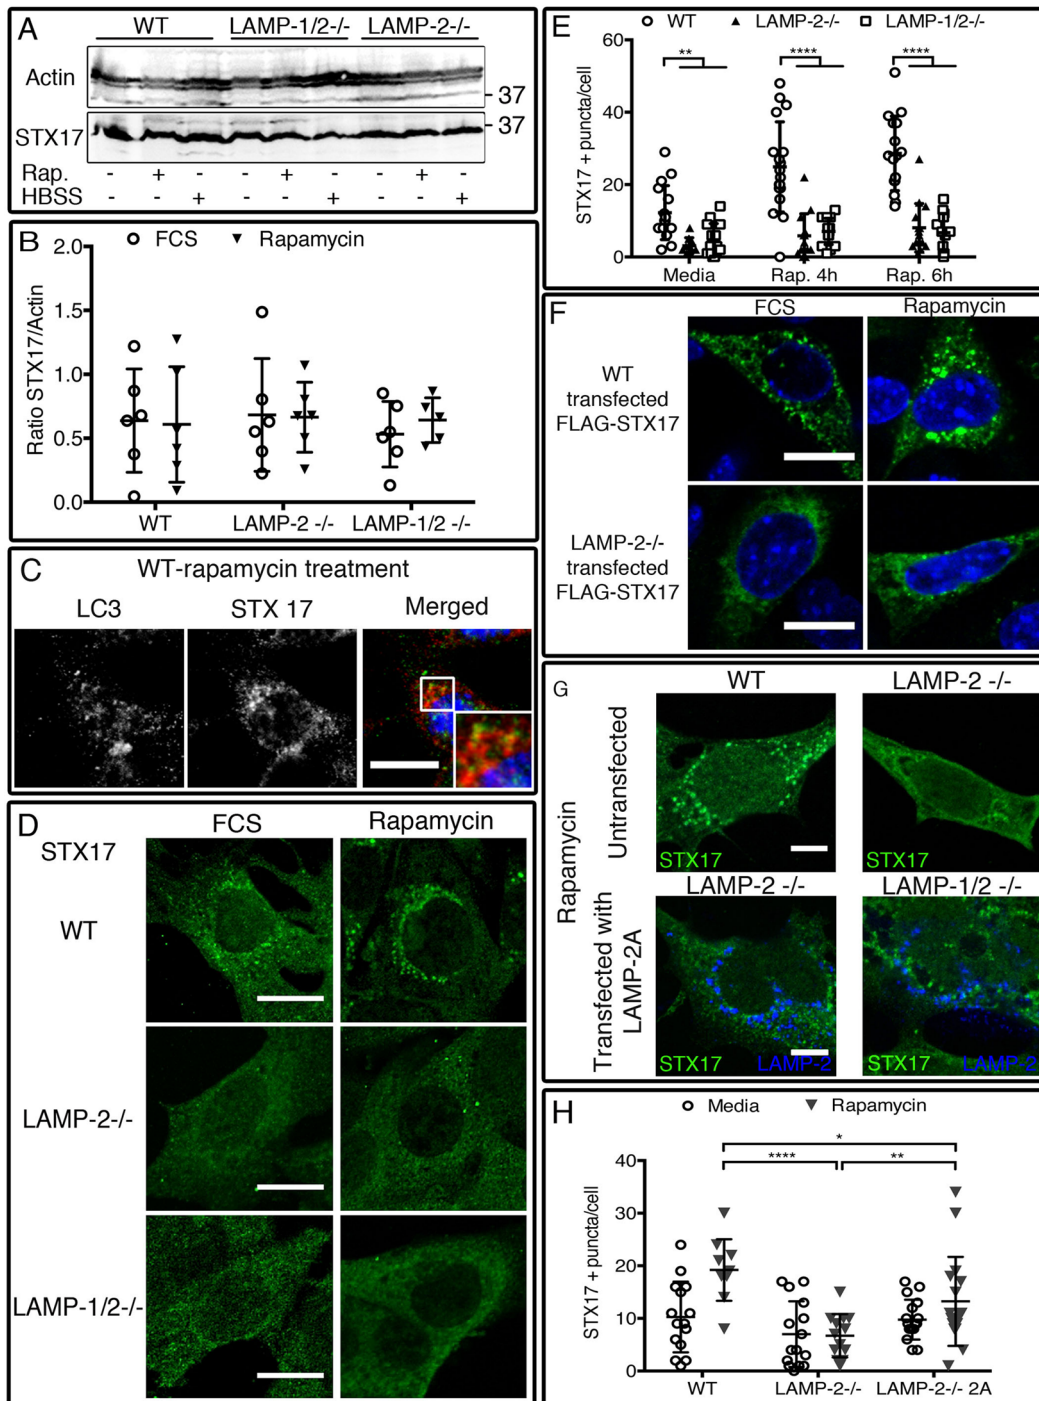 A
WT LAMP-1/2-/- LAMP-2-/-
Actin
37
37
STX17
Rap. - + - - + - - + -
HBSS - - + - - + - - +
B
FCS Rapamycin
2.0
1.5
1.0
0.5
0.0
Ratio STX17/Actin
WT LAMP-2 -/- LAMP-1/2 -/-
C
WT-rapamycin treatment
LC3 STX 17 Merged
D
FCS Rapamycin
STX17
WT
LAMP-2-/-
LAMP-1/2-/-
E
WT LAMP-2-/- LAMP-1/2-/-
60
40
20
0
STX17 + puncta/cell
** **** ****
Media Rap. 4h Rap. 6h
F
FCS Rapamycin
WT
transfected
FLAG-STX17
LAMP-2-/-
transfected
FLAG-STX17
G
WT LAMP-2 -/-
Rapamycin
Untransfected
STX17 STX17
LAMP-2 -/- LAMP-1/2 -/-
Transfected with
LAMP-2A
STX17 LAMP-2 STX17 LAMP-2
H
Media Rapamycin
*
**** **
40
30
20
10
0
STX17 + puncta/cell
WT LAMP-2-/- LAMP-2-/- 2A